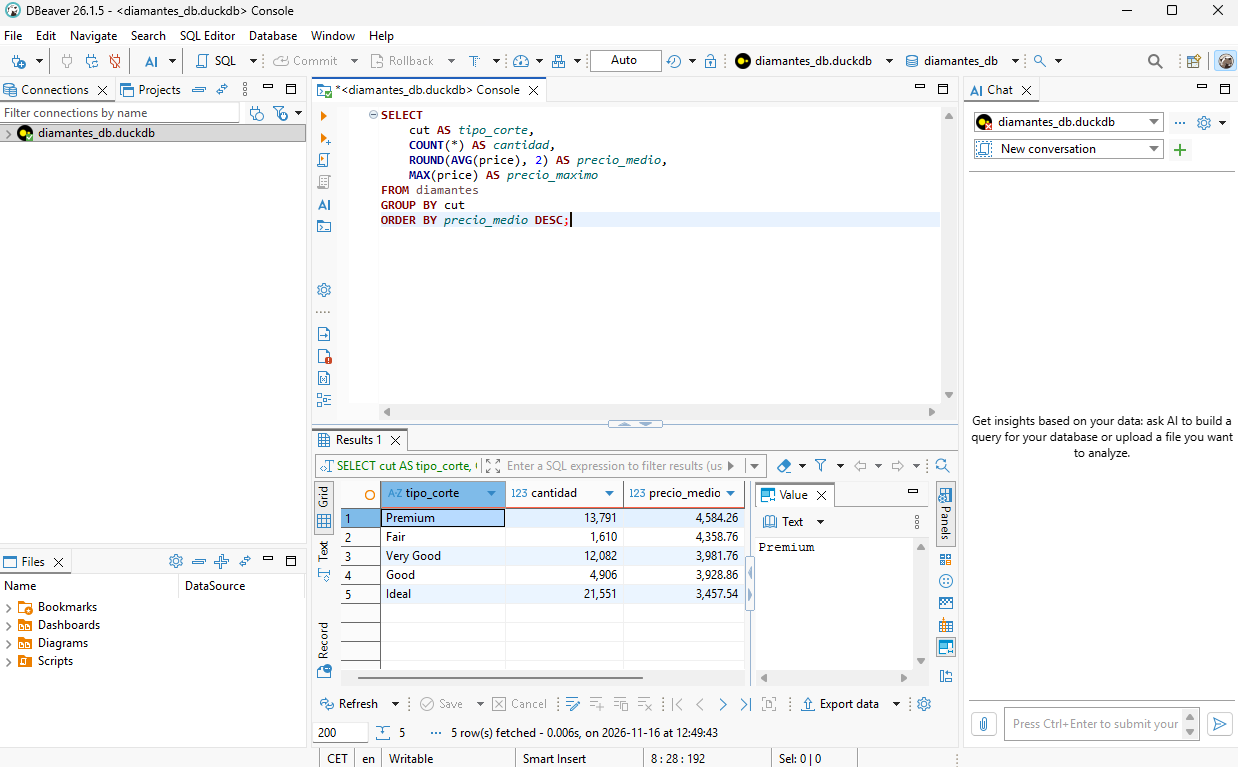 DBeaver 26.1.5 - <diamantes_db.duckdb> Console
File Edit Navigate Search SQL Editor Database Window Help
AI SQL Commit Rollback T Auto diamantes_db.duckdb diamantes_db
Connections Projects
Filter connections by name
diamantes_db.duckdb
*<diamantes_db.duckdb> Console
SELECT
cut AS tipo_corte,
COUNT(*) AS cantidad,
ROUND(AVG(price), 2) AS precio_medio,
MAX(price) AS precio_maximo
FROM diamantes
GROUP BY cut
ORDER BY precio_medio DESC;
AI
Results 1
SELECT cut AS tipo_corte, Enter a SQL expression to filter results (us
Grid
Text
Record
A-Z tipo_corte 123 cantidad 123 precio_medio
1 Premium 13,791 4,584.26
2 Fair 1,610 4,358.76
3 Very Good 12,082 3,981.76
4 Good 4,906 3,928.86
5 Ideal 21,551 3,457.54
Value
Text
Premium
Panels
Refresh Save Cancel Export data
200 5 ··· 5 row(s) fetched - 0.006s, on 2026-11-16 at 12:49:43
Files
Name DataSource
Bookmarks
Dashboards
Diagrams
Scripts
AI Chat
diamantes_db.duckdb
New conversation
Get insights based on your data: ask AI to build a
query for your database or upload a file you want
to analyze.
Press Ctrl+Enter to submit your
CET en Writable Smart Insert 8 : 28 : 192 Sel: 0 | 0